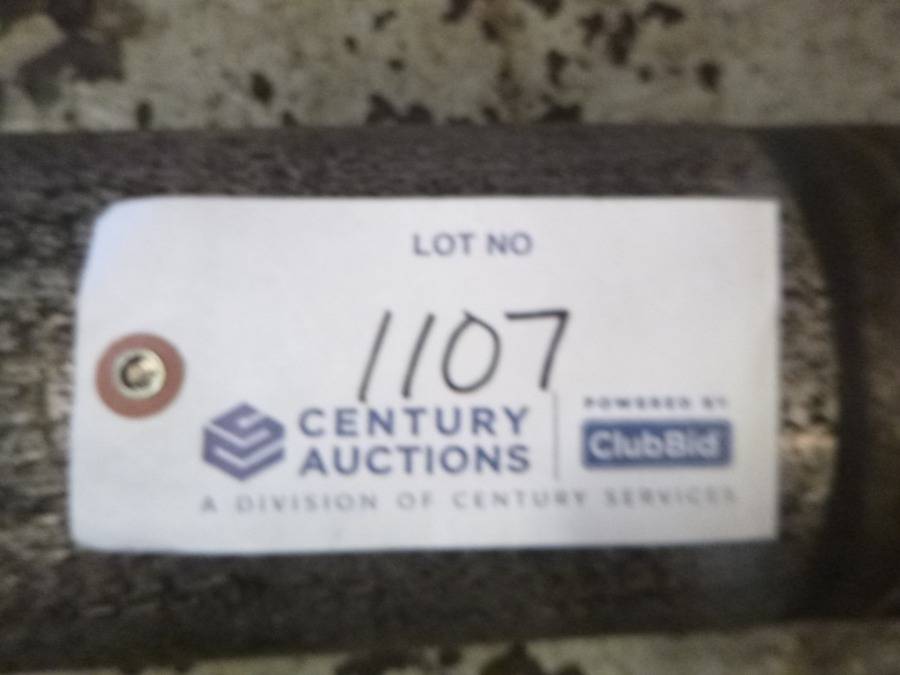 LOT NO
1107
CENTURY
AUCTIONS
POWERED BY
ClubBid
A DIVISION OF CENTURY SERVICES